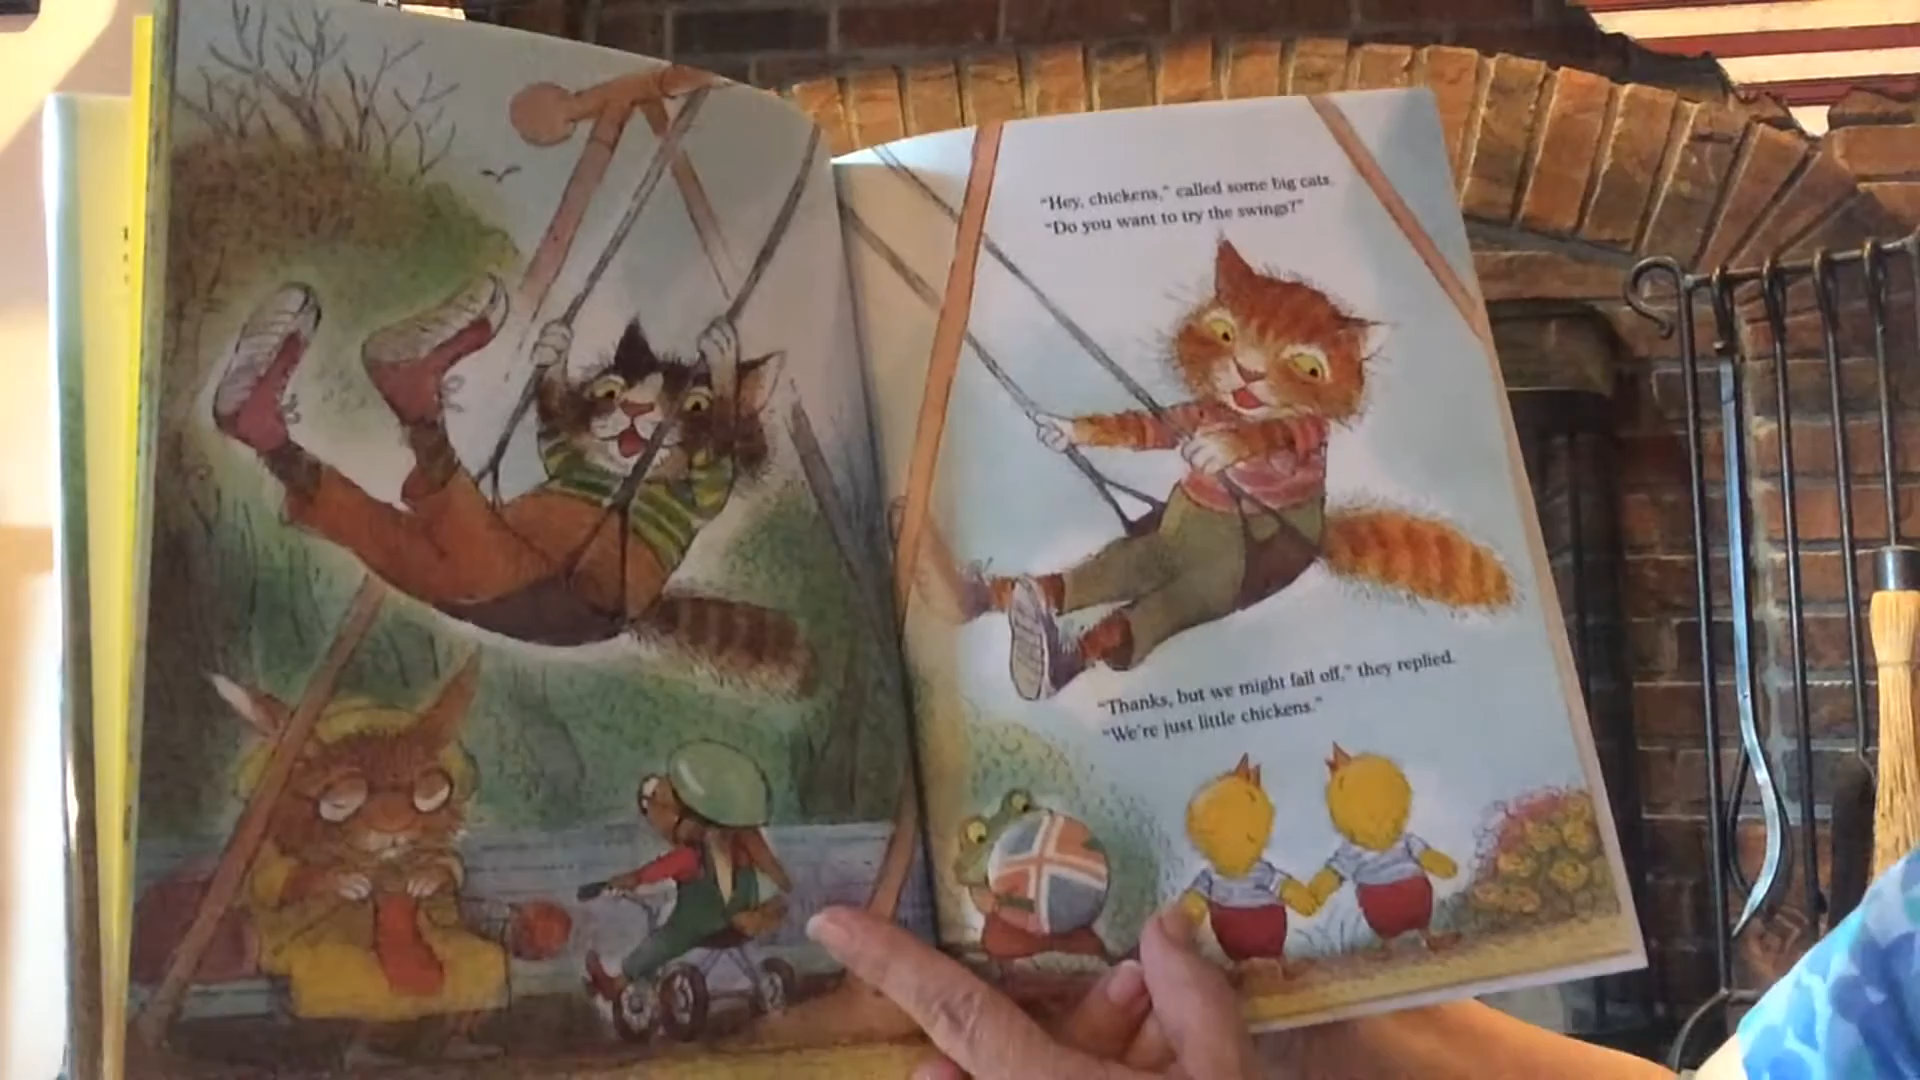 "Hey, chickens," called some big cats.
"Do you want to try the swings?"
"Thanks, but we might fall off," they replied.
"We're just little chickens."